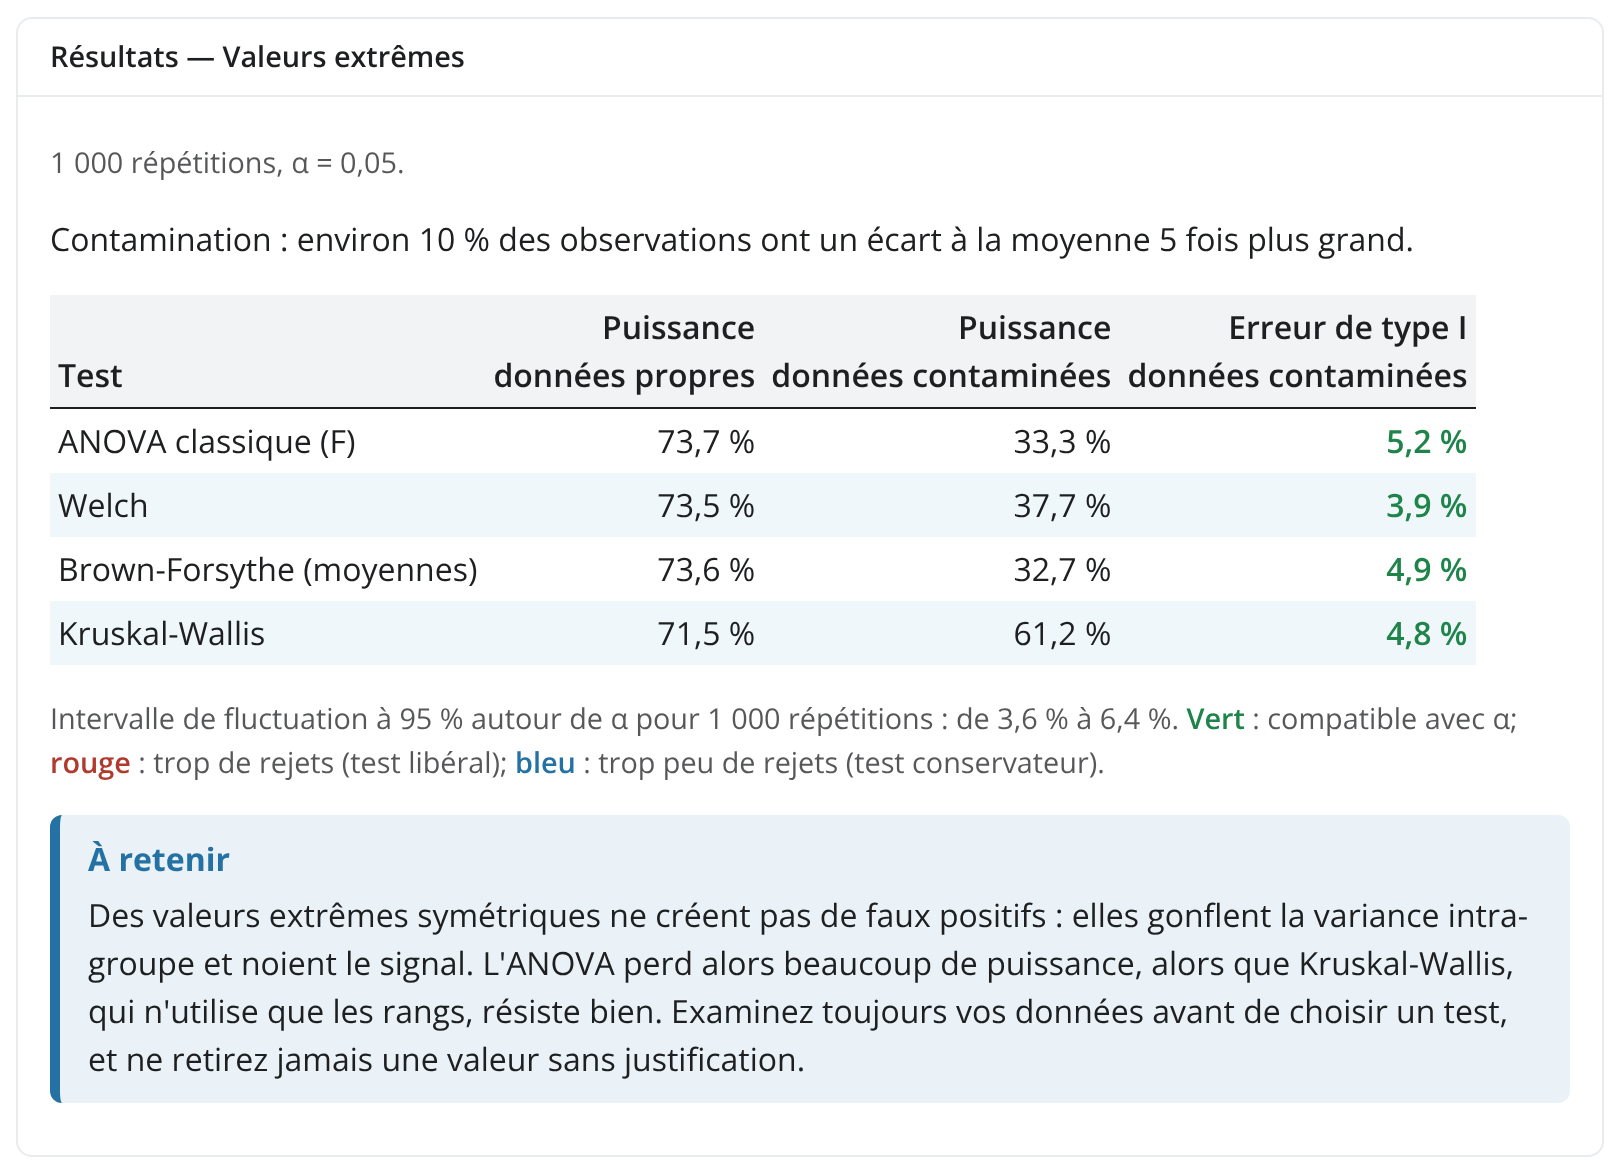 Résultats — Valeurs extrêmes
1 000 répétitions, α = 0,05.
Contamination : environ 10 % des observations ont un écart à la moyenne 5 fois plus grand.
Puissance Puissance Erreur de type I
Test données propres données contaminées données contaminées
ANOVA classique (F) 73,7 % 33,3 % 5,2 %
Welch 73,5 % 37,7 % 3,9 %
Brown-Forsythe (moyennes) 73,6 % 32,7 % 4,9 %
Kruskal-Wallis 71,5 % 61,2 % 4,8 %
Intervalle de fluctuation à 95 % autour de α pour 1 000 répétitions : de 3,6 % à 6,4 %. Vert : compatible avec α;
rouge : trop de rejets (test libéral); bleu : trop peu de rejets (test conservateur).
À retenir
Des valeurs extrêmes symétriques ne créent pas de faux positifs : elles gonflent la variance intra-
groupe et noient le signal. L'ANOVA perd alors beaucoup de puissance, alors que Kruskal-Wallis,
qui n'utilise que les rangs, résiste bien. Examinez toujours vos données avant de choisir un test,
et ne retirez jamais une valeur sans justification.